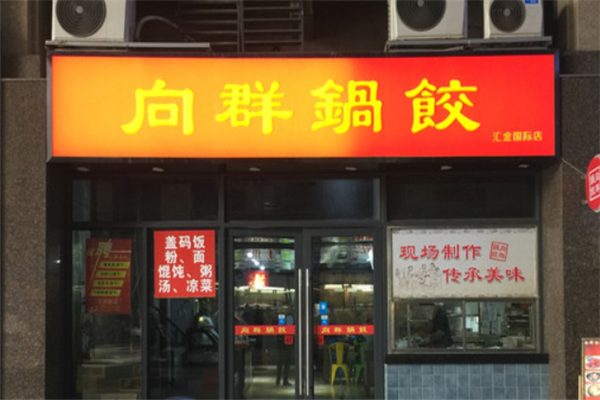 向群鍋餃
汇金国际店
聘
盖码饭
粉、面
馄饨、粥
汤、凉菜
现场制作
传承美味
向群鍋餃
向群鍋餃